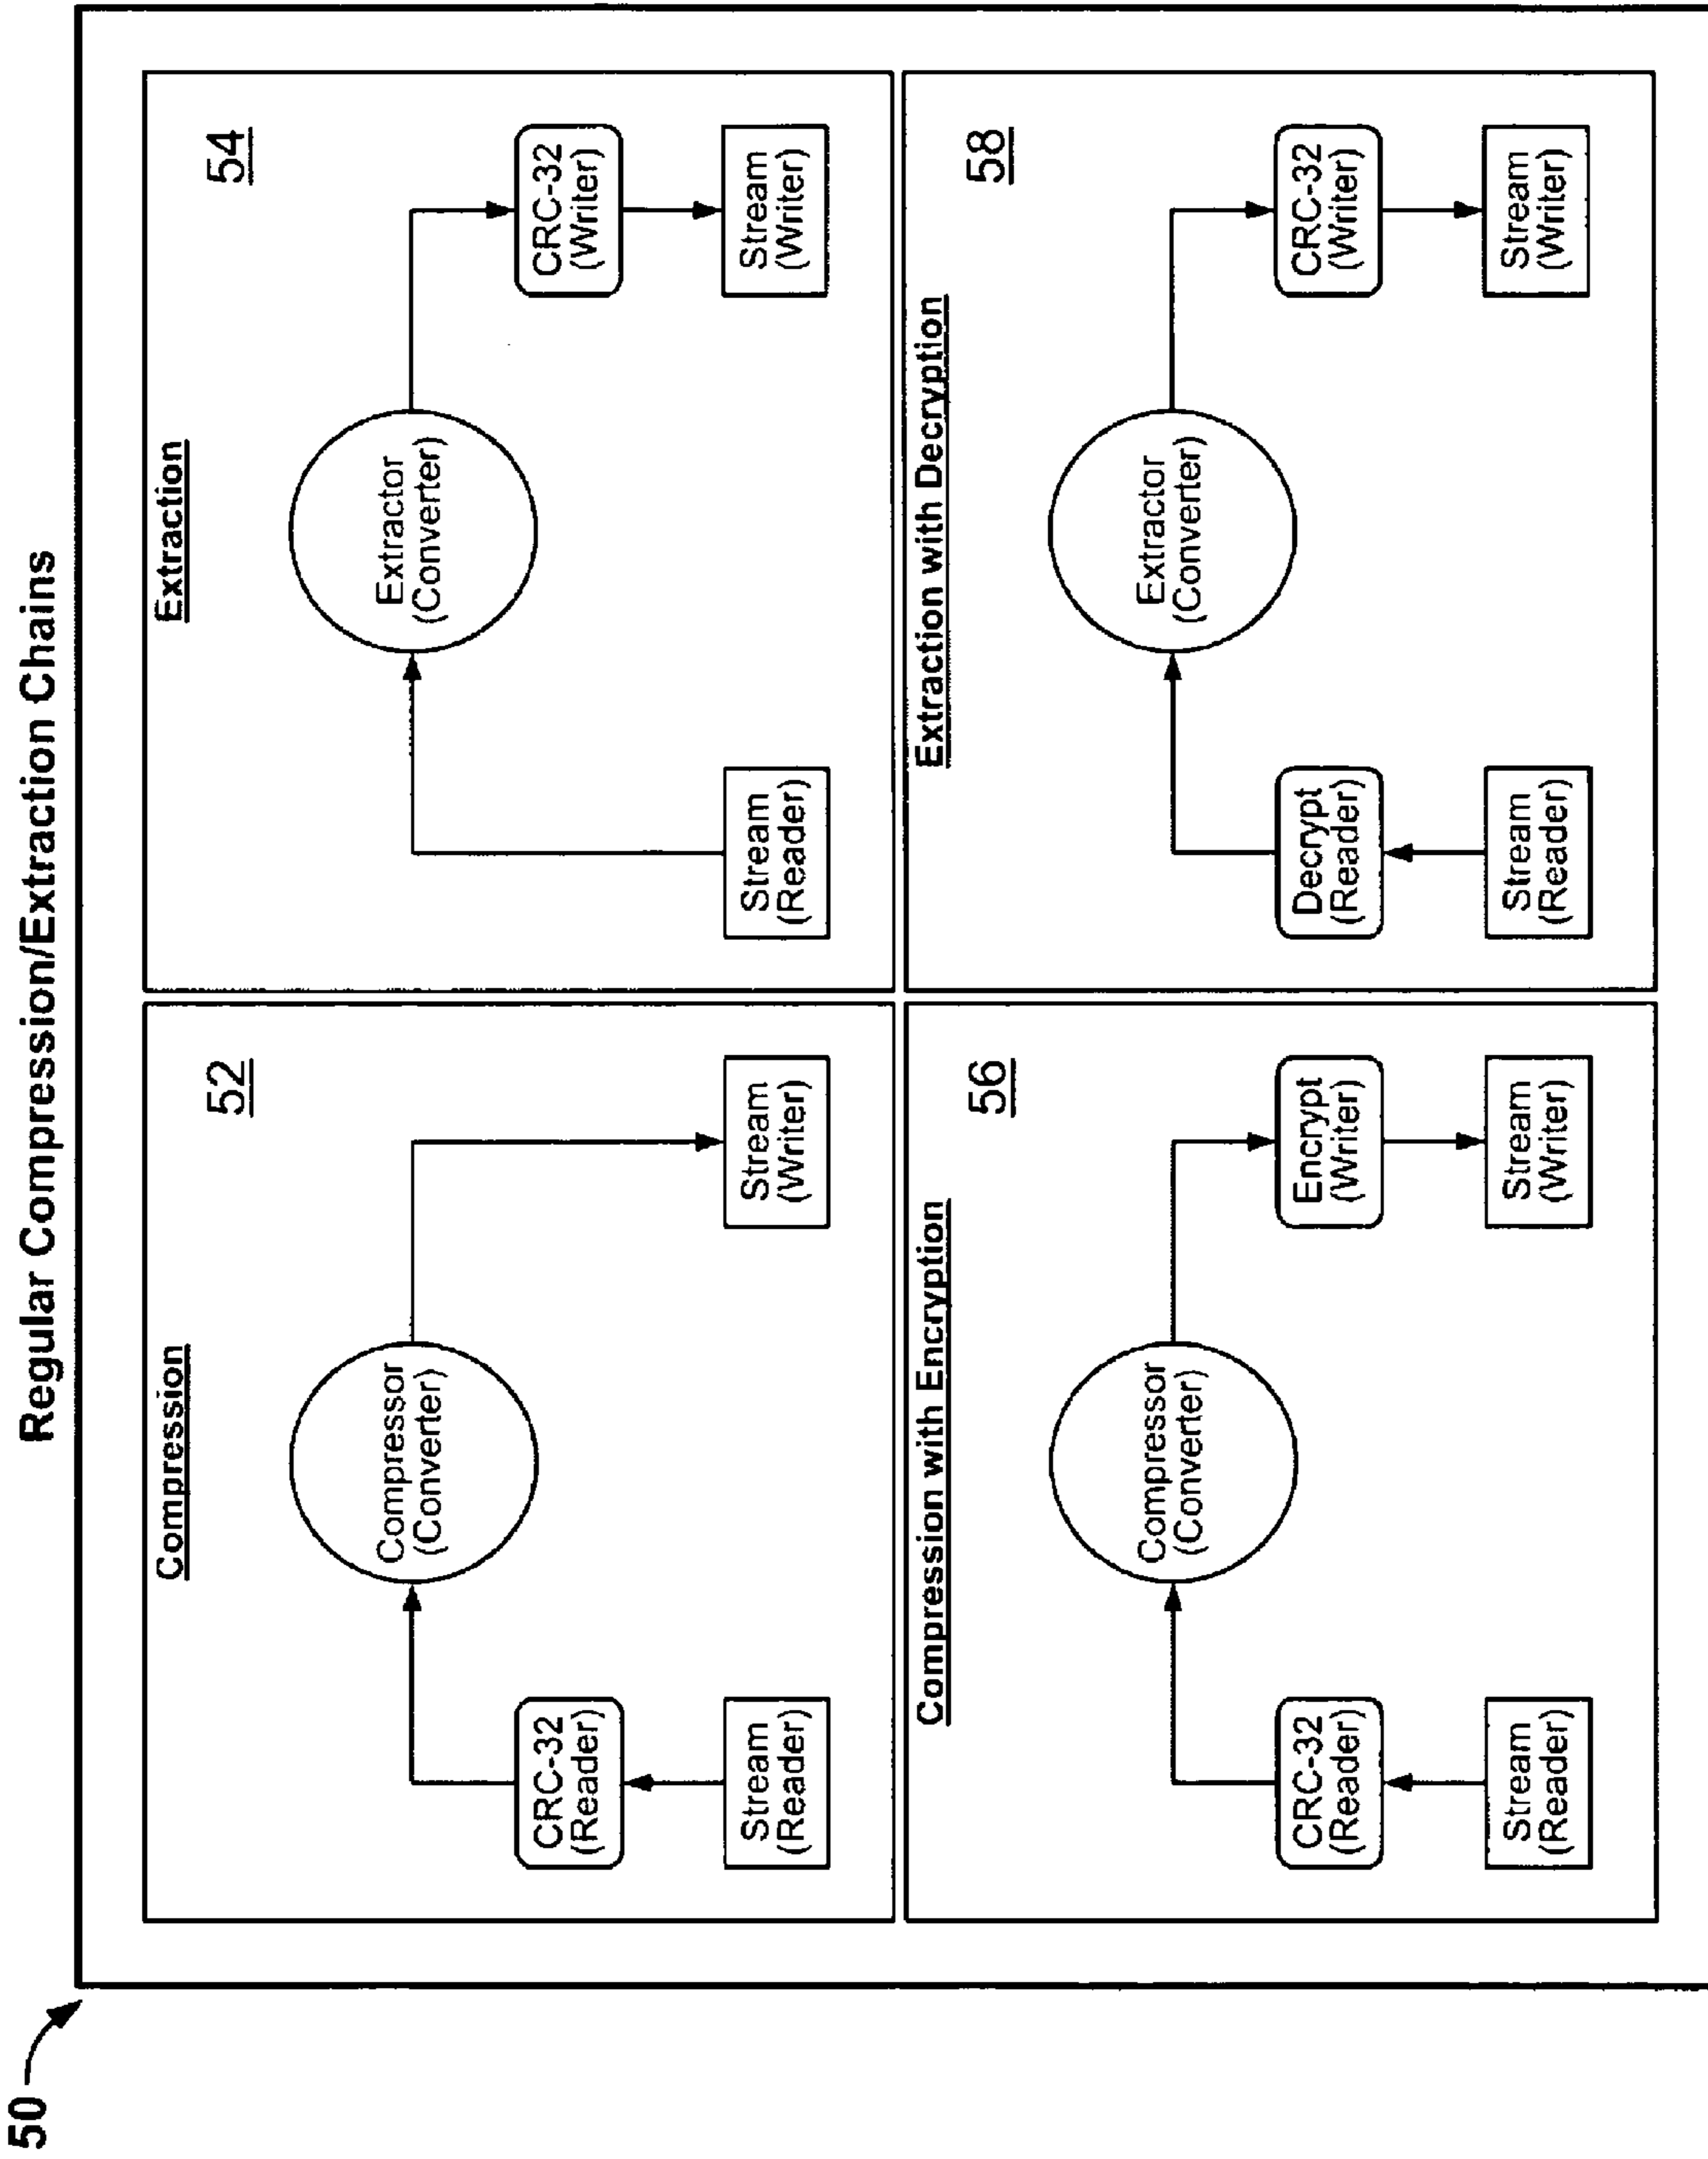 50
Regular Compression/Extraction Chains
Compression
52
Compressor
(Converter)
CRC-32
(Reader)
Stream
(Reader)
Stream
(Writer)
Extraction
54
Extractor
(Converter)
CRC-32
(Writer)
Stream
(Reader)
Stream
(Writer)
Compression with Encryption
56
Compressor
(Converter)
CRC-32
(Reader)
Encrypt
(Writer)
Stream
(Reader)
Stream
(Writer)
Extraction with Decryption
58
Extractor
(Converter)
Decrypt
(Reader)
CRC-32
(Writer)
Stream
(Reader)
Stream
(Writer)